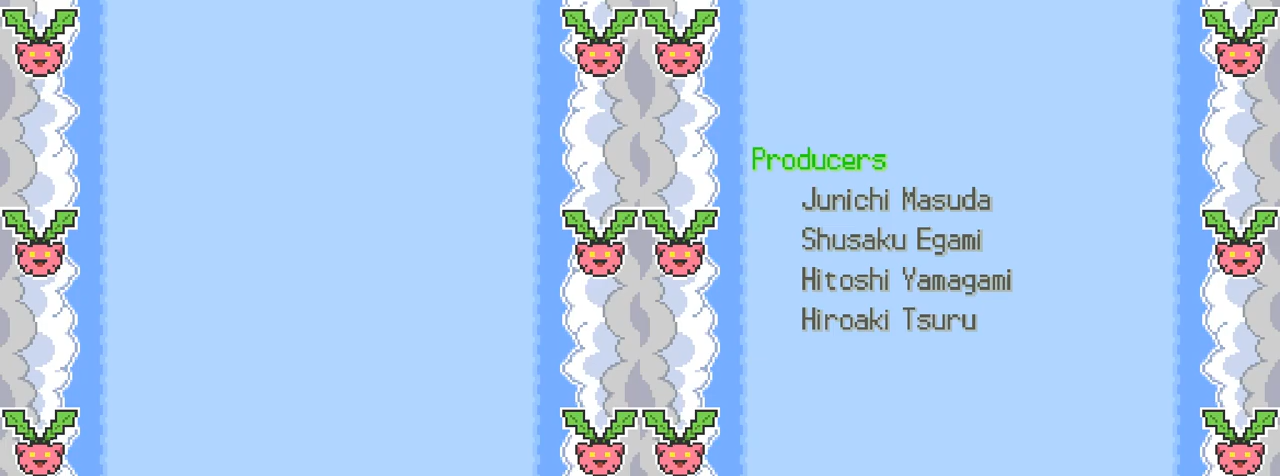 Producers
Junichi Masuda
Shusaku Egami
Hitoshi Yamagami
Hiroaki Tsuru